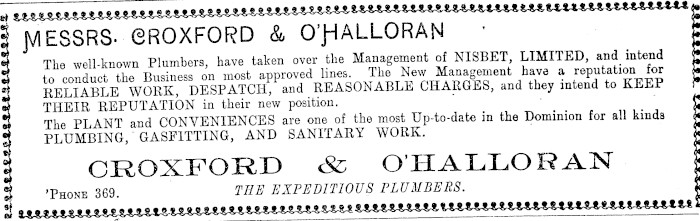 MESSRS. CROXFORD & O'HALLORAN
The well-known Plumbers, have taken over the Management of NISBET, LIMITED, and intend
to conduct the Business on most approved lines. The New Management have a reputation for
RELIABLE WORK, DESPATCH, and REASONABLE CHARGES, and they intend to KEEP
THEIR REPUTATION in their new position.
The PLANT and CONVENIENCES are one of the most Up-to-date in the Dominion for all kinds
PLUMBING, GASFITTING, AND SANITARY WORK.
CROXFORD & O'HALLORAN
'PHONE 369. THE EXPEDITIOUS PLUMBERS.